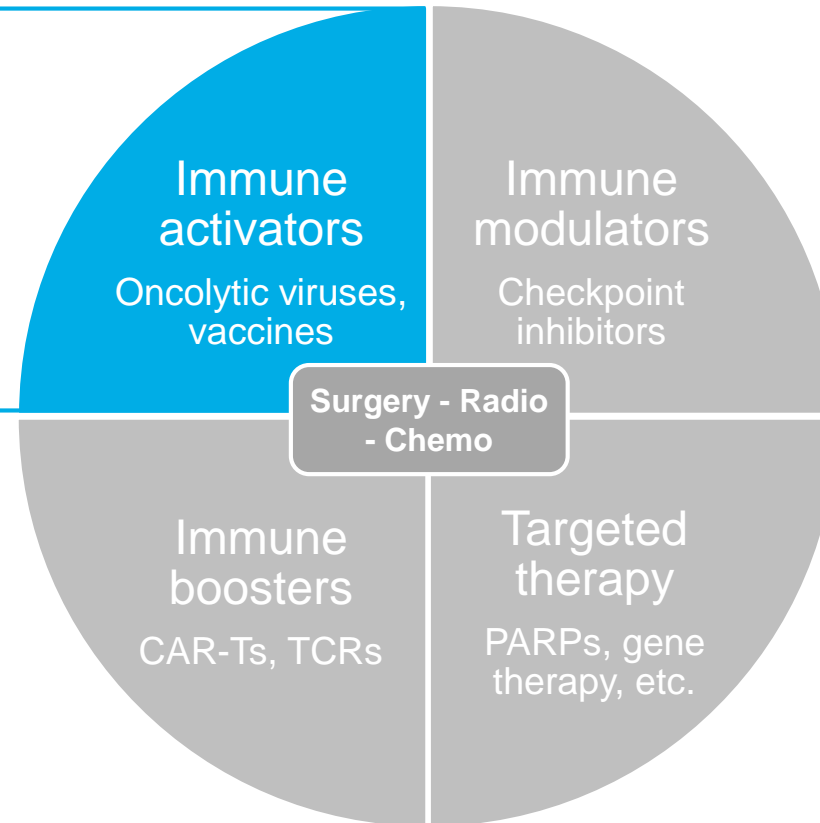 Immune
activators
Oncolytic viruses,
vaccines
Immune
modulators
Checkpoint
inhibitors
Surgery - Radio
- Chemo
Immune
boosters
CAR-Ts, TCRs
Targeted
therapy
PARPs, gene
therapy, etc.